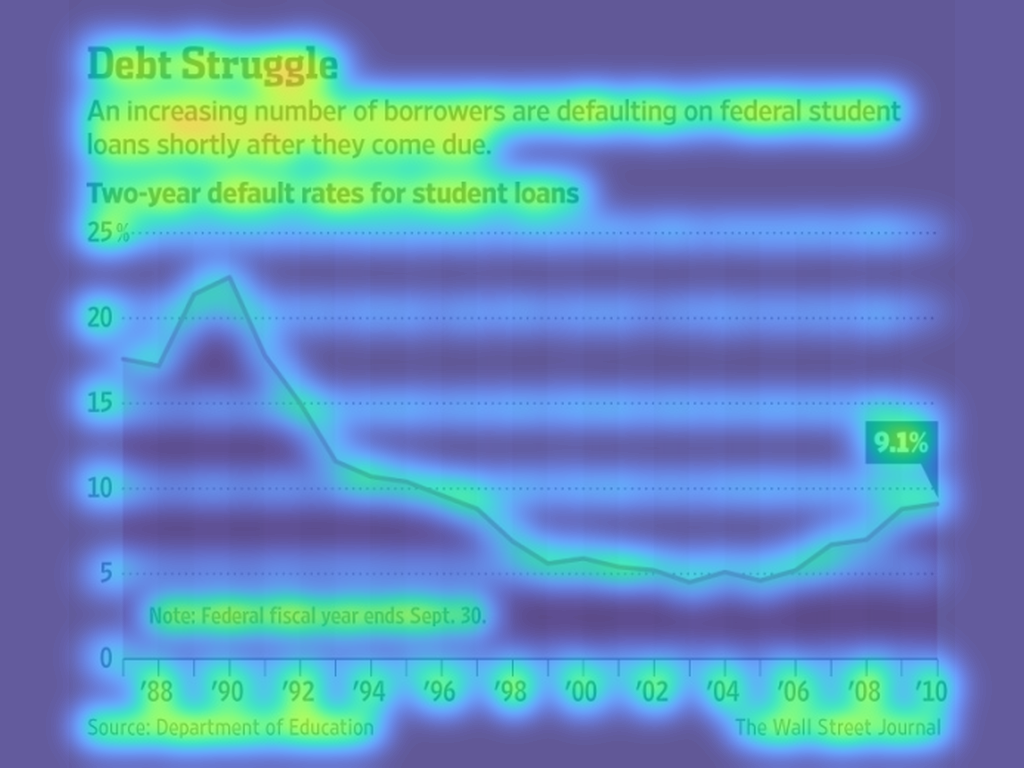 Debt Struggle
An increasing number of borrowers are defaulting on federal student
loans shortly after they come due.
Two-year default rates for student loans
25%
20
15
9.1%
10
5
Note: Federal fiscal year ends Sept. 30.
0
'88 '90 '92 '94 '96 '98 '00 '02 '04 '06 '08 '10
Source: Department of Education The Wall Street Journal